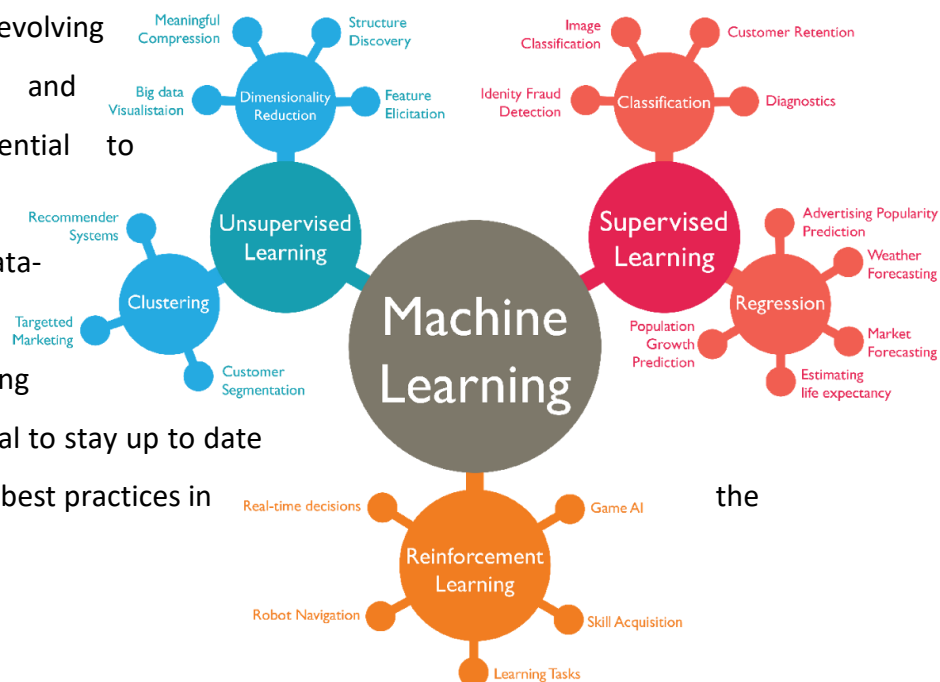 evolving
and
ential to
ata-
ng
al to stay up to date
best practices in the
Meaningful
Compression
Structure
Discovery
Big data
Visualistaion
Dimensionality
Reduction
Feature
Elicitation
Unsupervised
Learning
Recommender
Systems
Clustering
Targetted
Marketing
Customer
Segmentation
Machine
Learning
Image
Classification
Customer Retention
Idenity Fraud
Detection
Classification
Diagnostics
Supervised
Learning
Advertising Popularity
Prediction
Weather
Forecasting
Regression
Population
Growth
Prediction
Market
Forecasting
Estimating
life expectancy
Real-time decisions
Game AI
Reinforcement
Learning
Robot Navigation
Skill Acquisition
Learning Tasks